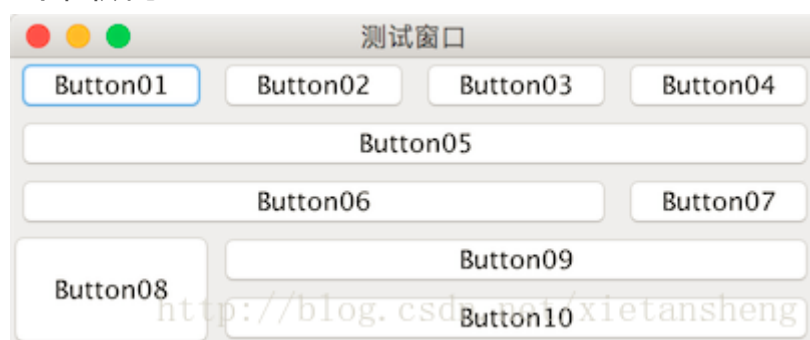 测试窗口
Button01 Button02 Button03 Button04
Button05
Button06 Button07
Button09
Button08
http://blog.csdn.net/xietansheng
Button10